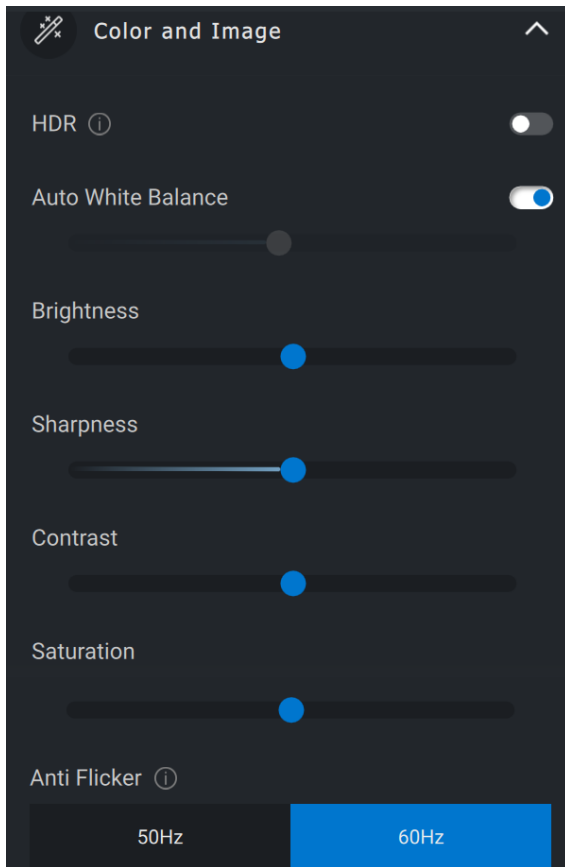 Color and Image
HDR
Auto White Balance
Brightness
Sharpness
Contrast
Saturation
Anti Flicker
50Hz 60Hz